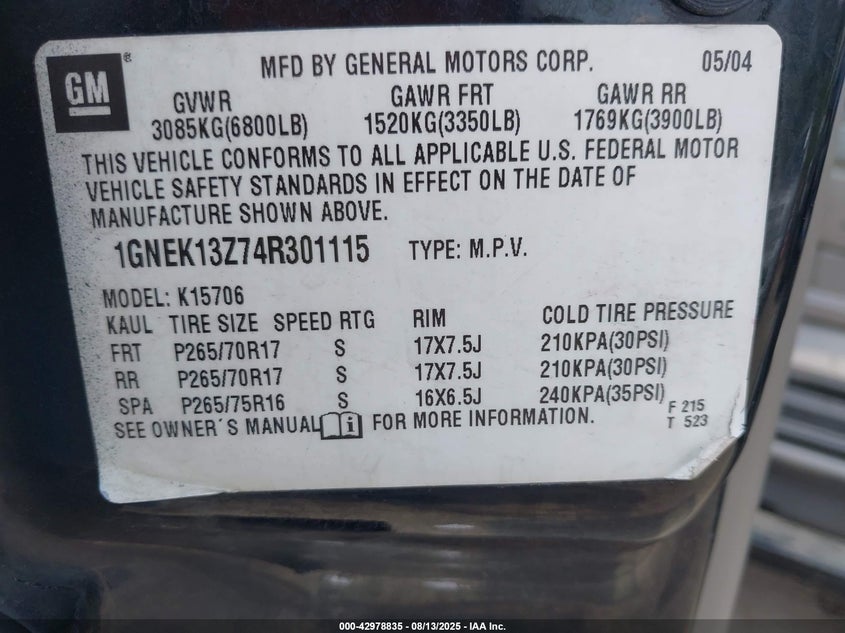 GM ®
MFD BY GENERAL MOTORS CORP. 05/04
GVWR GAWR FRT GAWR RR
3085KG(6800LB) 1520KG(3350LB) 1769KG(3900LB)
THIS VEHICLE CONFORMS TO ALL APPLICABLE U.S. FEDERAL MOTOR
VEHICLE SAFETY STANDARDS IN EFFECT ON THE DATE OF
MANUFACTURE SHOWN ABOVE.
1GNEK13Z74R301115 TYPE: M.P.V.
MODEL: K15706
KAUL TIRE SIZE SPEED RTG RIM COLD TIRE PRESSURE
FRT P265/70R17 S 17X7.5J 210KPA(30PSI)
RR P265/70R17 S 17X7.5J 210KPA(30PSI)
SPA P265/75R16 S 16X6.5J 240KPA(35PSI)
F 215
SEE OWNER'S MANUAL i FOR MORE INFORMATION. T 523
000-42978835 - 08/13/2025 - IAA Inc.